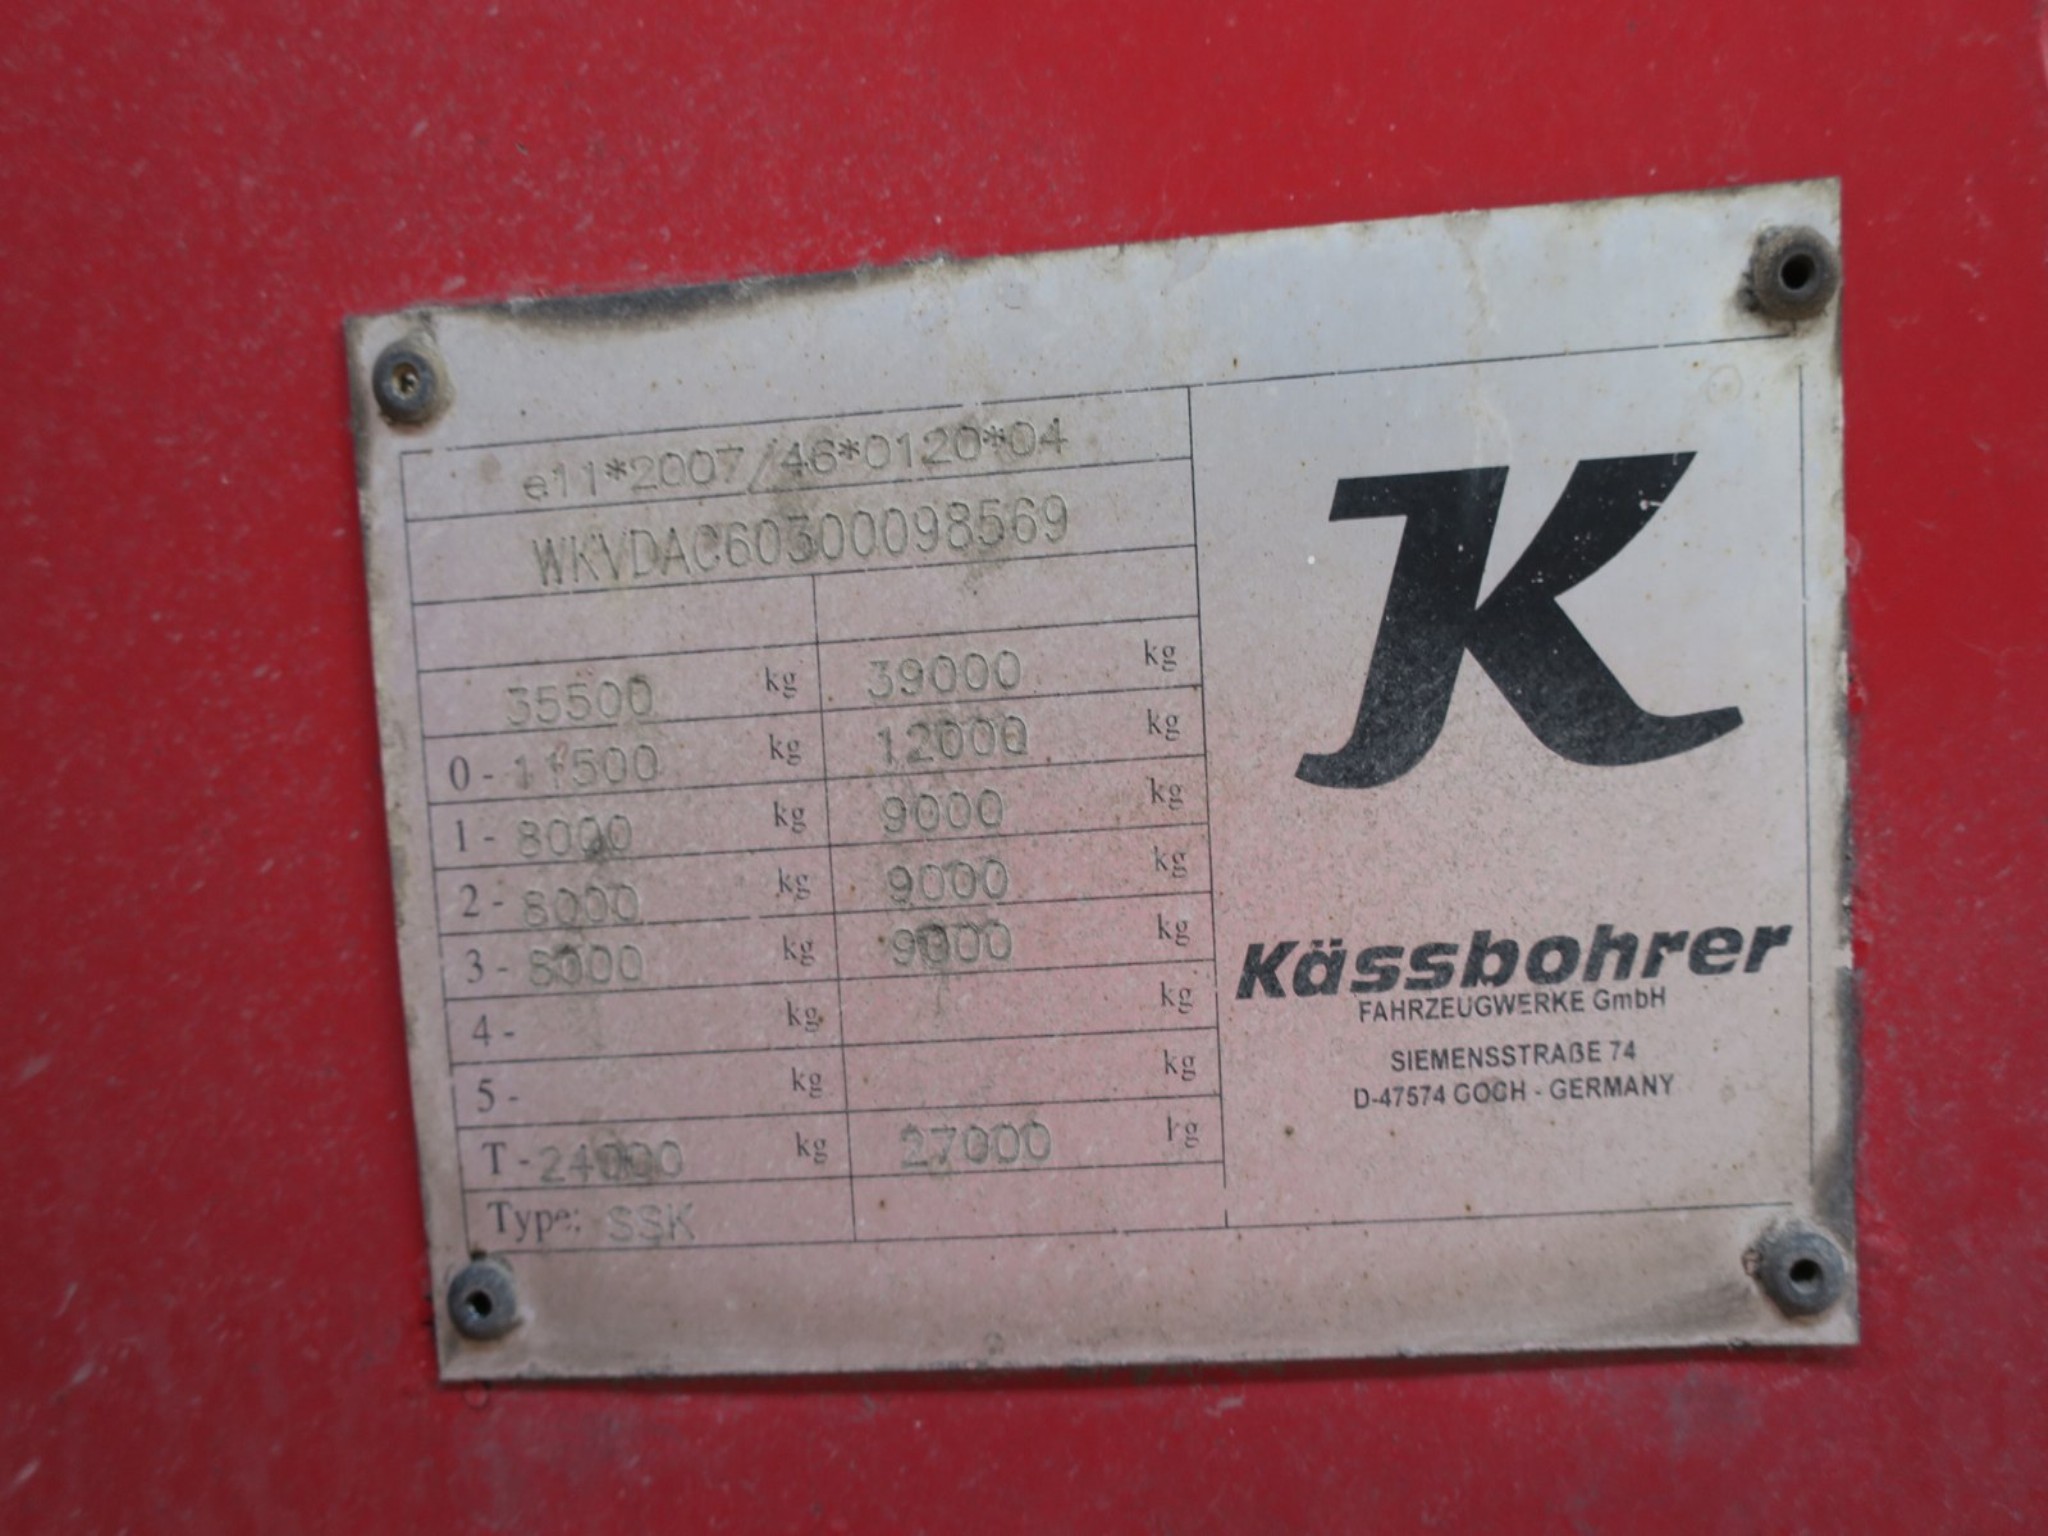 e11*2007/46*0120*04
WKVDAC60300098569
35500 kg 39000 kg
0 - 11500 kg 12000 kg
1 - 8000 kg 9000 kg
2 - 8000 kg 9000 kg
3 - 8000 kg 9000 kg
4 - kg kg
5 - kg kg
T - 24000 kg 27000 kg
Type: SSK
K
Kässbohrer
FAHRZEUGWERKE GmbH
SIEMENSSTRAßE 74
D-47574 GOCH - GERMANY